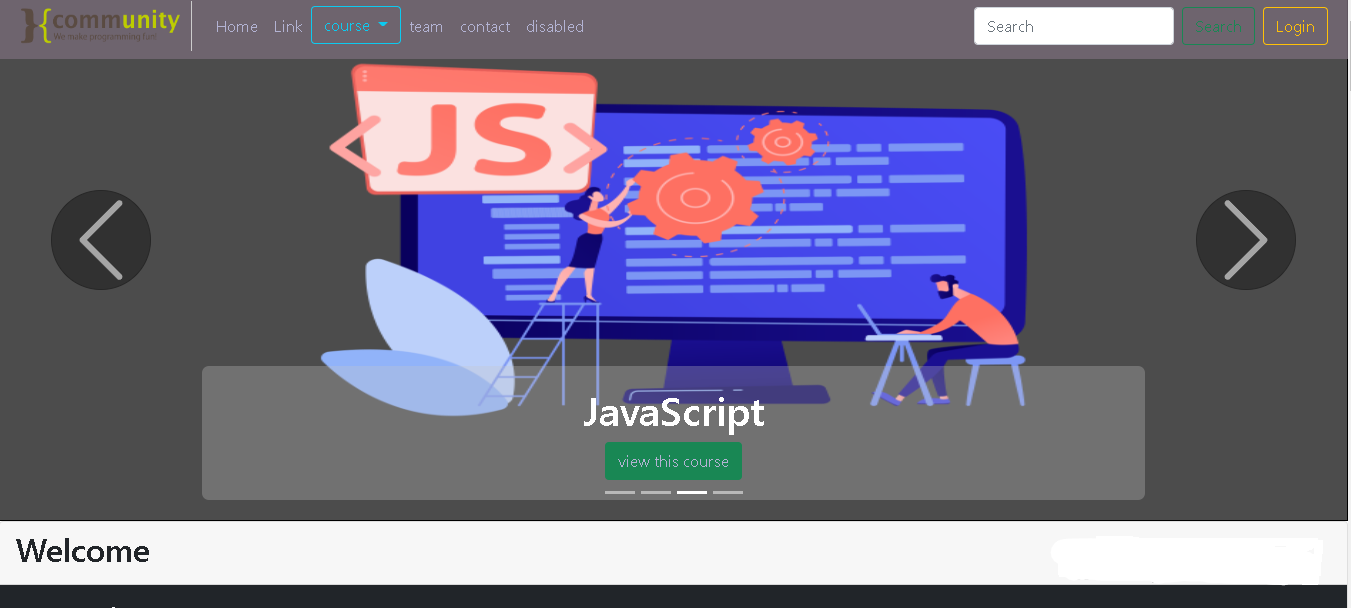 }{community
We make programming fun!
Home Link course team contact disabled Search Search Login
JS
JavaScript
view this course
Welcome